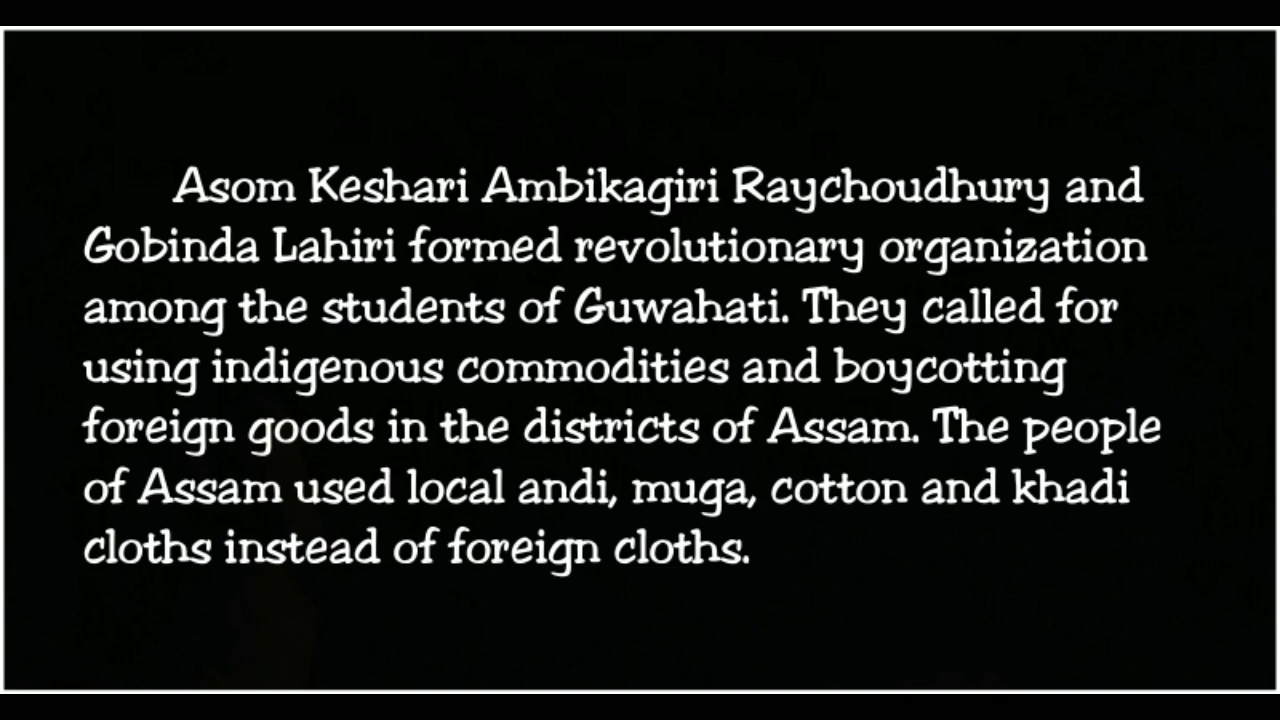 Asom Keshari Ambikagiri Raychoudhury and
Gobinda Lahiri formed revolutionary organization
among the students of Guwahati. They called for
using indigenous commodities and boycotting
foreign goods in the districts of Assam. The people
of Assam used local andi, muga, cotton and khadi
cloths instead of foreign cloths.